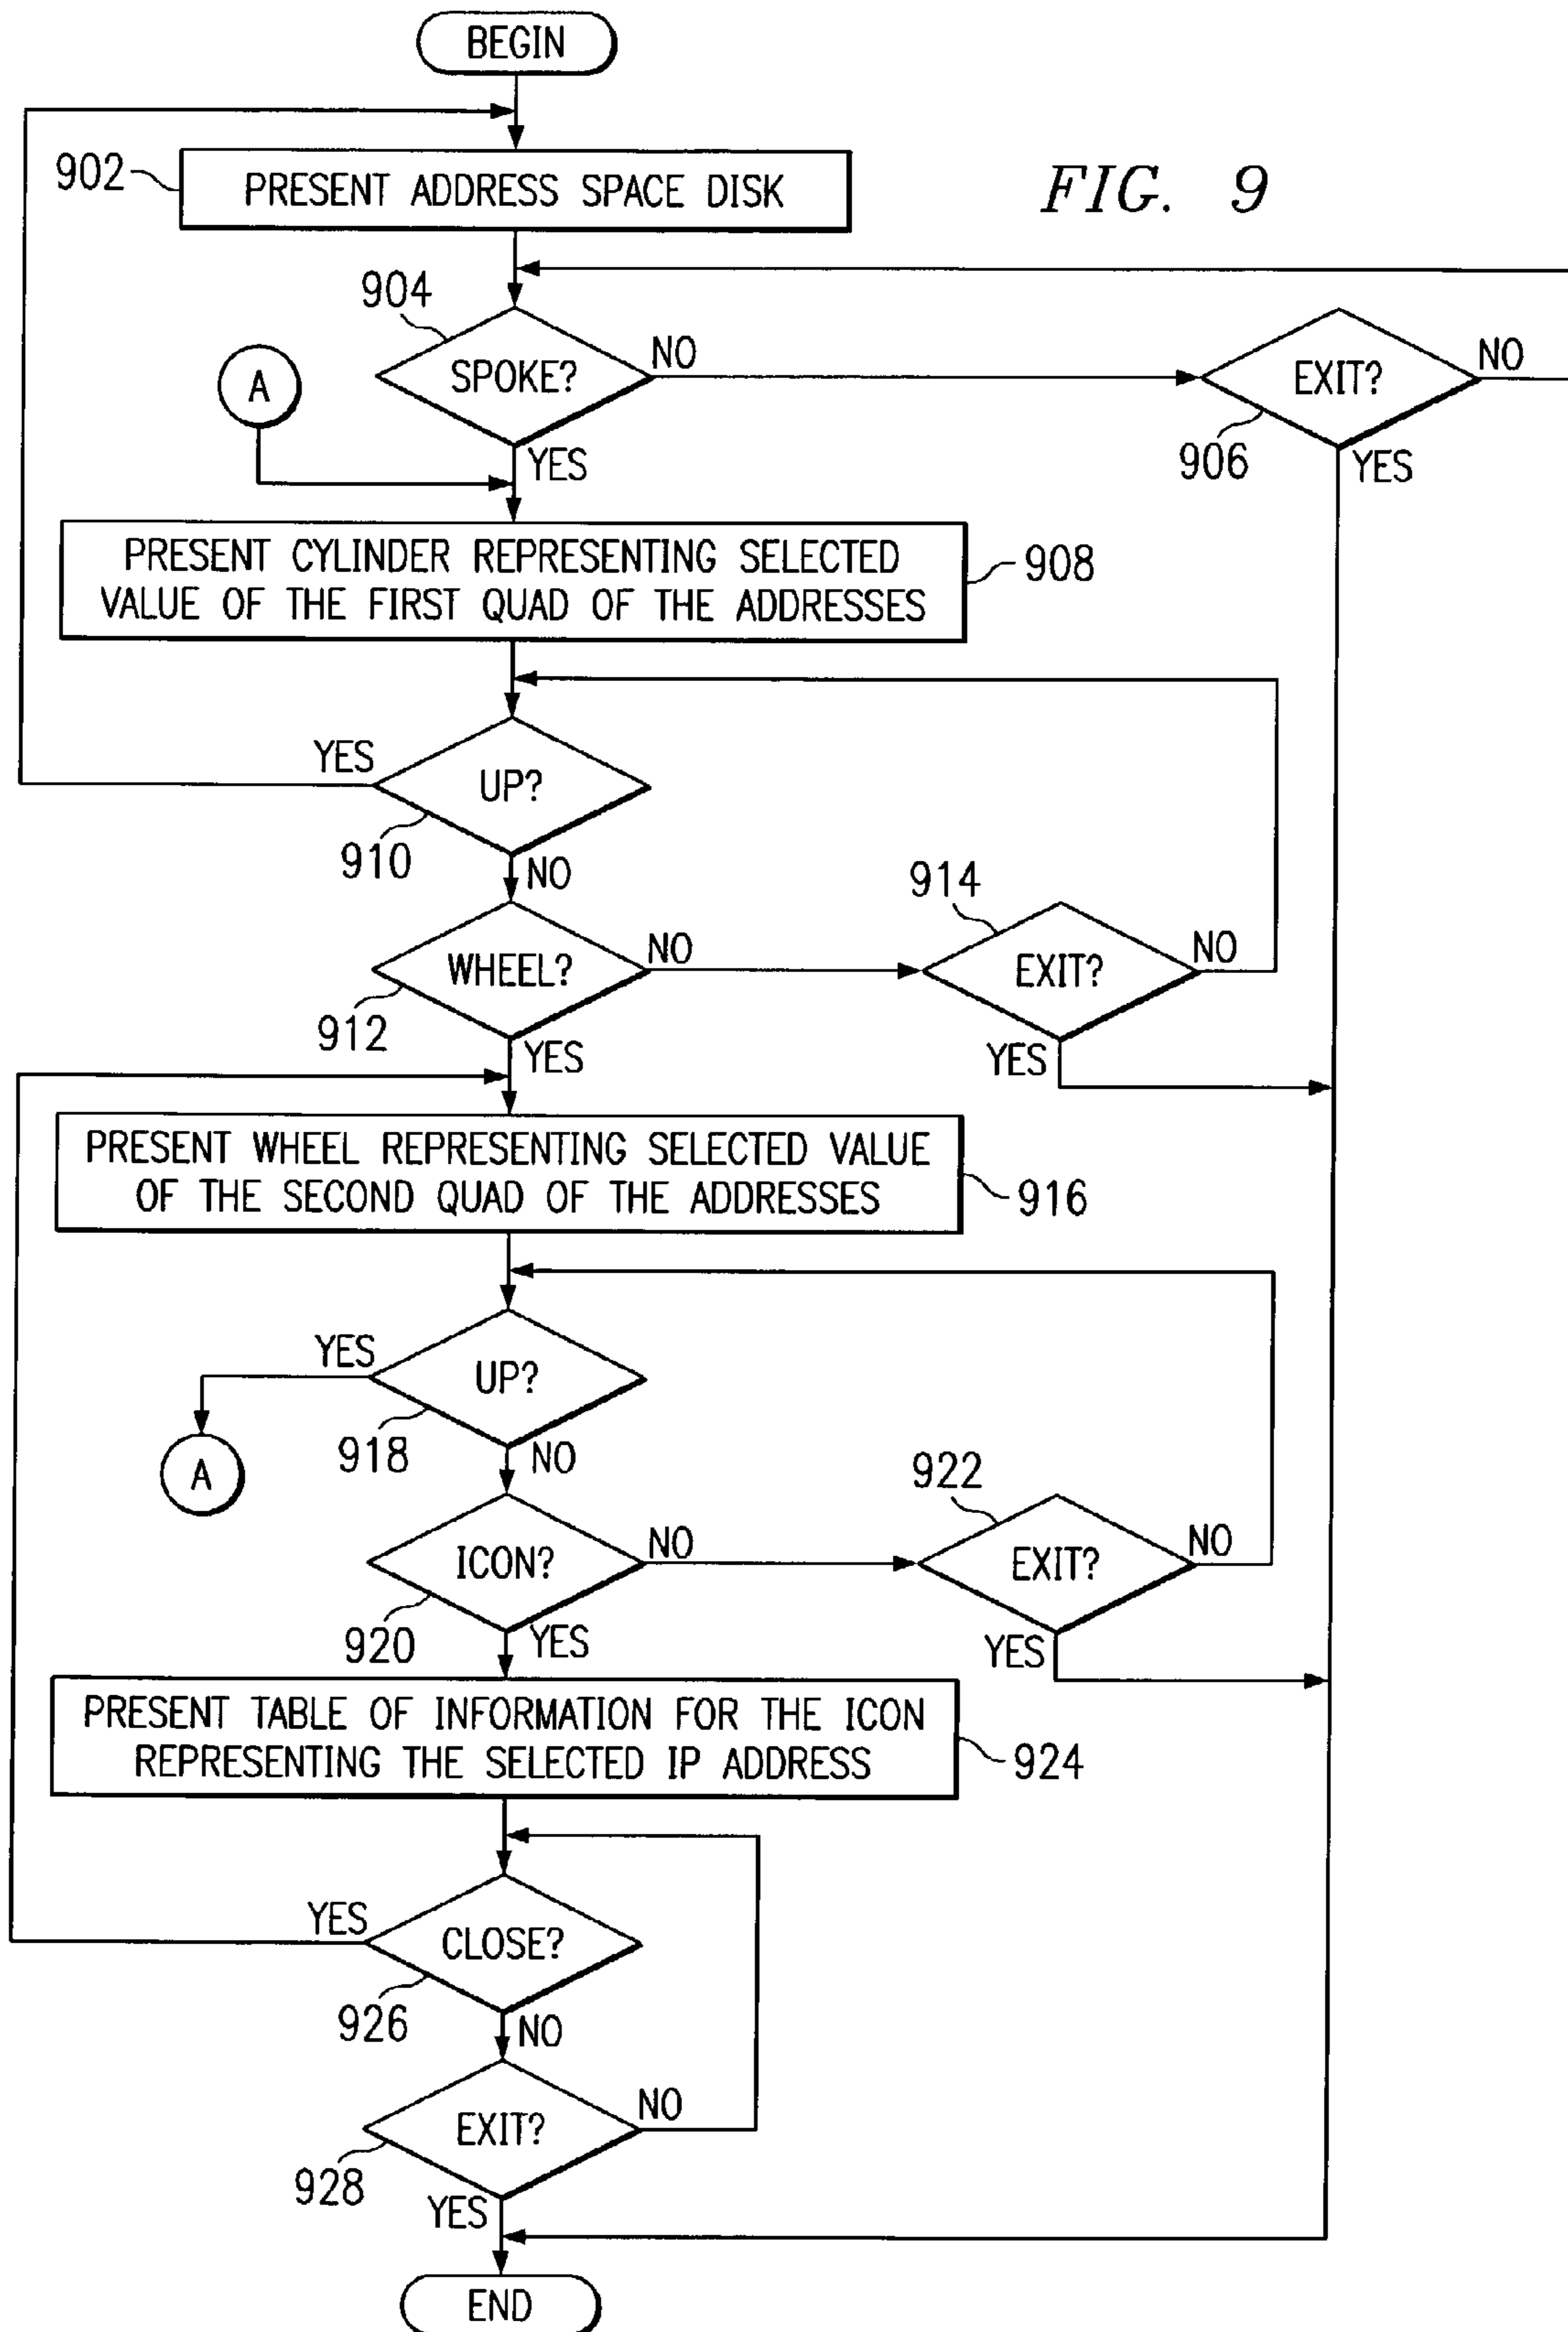 BEGIN
902
PRESENT ADDRESS SPACE DISK
FIG. 9
904
SPOKE?
NO
EXIT?
NO
A
906
YES
YES
PRESENT CYLINDER REPRESENTING SELECTED
VALUE OF THE FIRST QUAD OF THE ADDRESSES
908
YES
UP?
910
NO
914
WHEEL?
NO
EXIT?
NO
912
YES
YES
PRESENT WHEEL REPRESENTING SELECTED VALUE
OF THE SECOND QUAD OF THE ADDRESSES
916
YES
UP?
918
NO
A
922
ICON?
NO
EXIT?
NO
920
YES
YES
PRESENT TABLE OF INFORMATION FOR THE ICON
REPRESENTING THE SELECTED IP ADDRESS
924
YES
CLOSE?
926
NO
EXIT?
NO
928
YES
END